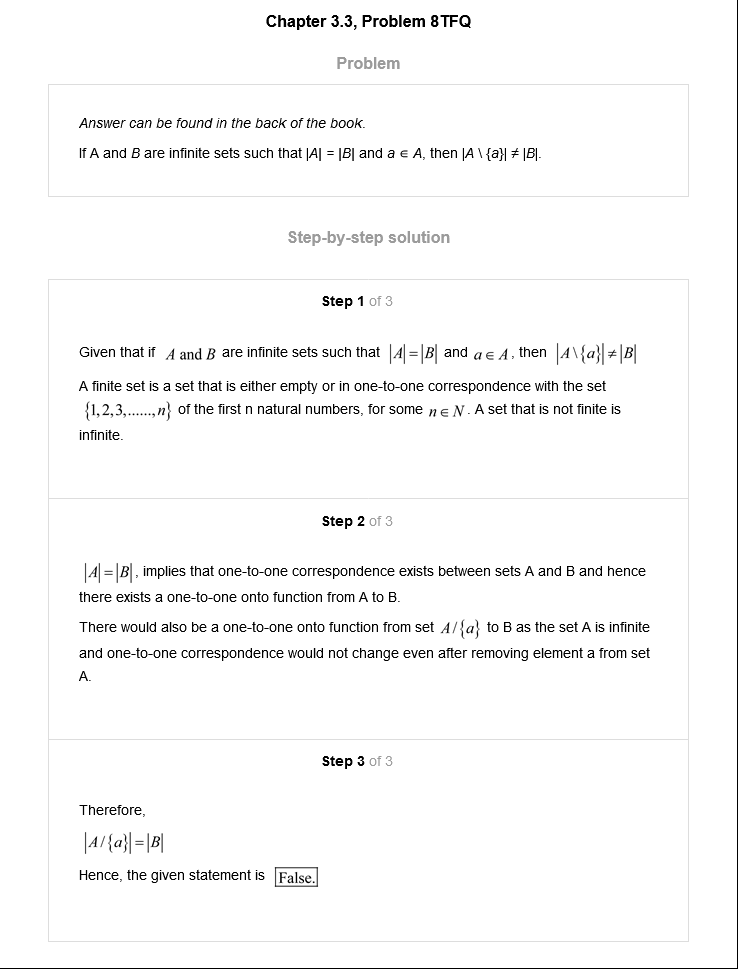 Chapter 3.3, Problem 8TFQ
Problem
Answer can be found in the back of the book.
If A and B are infinite sets such that |A| = |B| and a ∈ A, then |A \ {a}| ≠ |B|.
Step-by-step solution
Step 1 of 3
Given that if A and B are infinite sets such that |A|=|B| and a ∈ A, then |A\{a}|≠|B|
A finite set is a set that is either empty or in one-to-one correspondence with the set
{1,2,3,......,n} of the first n natural numbers, for some n ∈ N. A set that is not finite is
infinite.
Step 2 of 3
|A|=|B|, implies that one-to-one correspondence exists between sets A and B and hence
there exists a one-to-one onto function from A to B.
There would also be a one-to-one onto function from set A/{a} to B as the set A is infinite
and one-to-one correspondence would not change even after removing element a from set
A.
Step 3 of 3
Therefore,
|A/{a}|=|B|
Hence, the given statement is False.